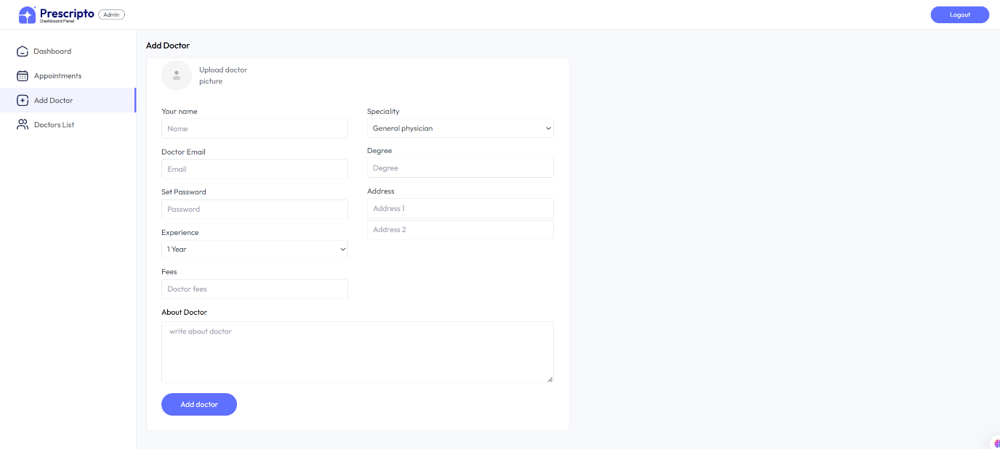 Prescripto
Admin
Dashboard Panel
Logout
Dashboard
Appointments
Add Doctor
Doctors List
Add Doctor
Upload doctor
picture
Your name
Name
Speciality
General physician
Doctor Email
Email
Degree
Degree
Set Password
Password
Address
Address 1
Address 2
Experience
1 Year
Fees
Doctor fees
About Doctor
write about doctor
Add doctor